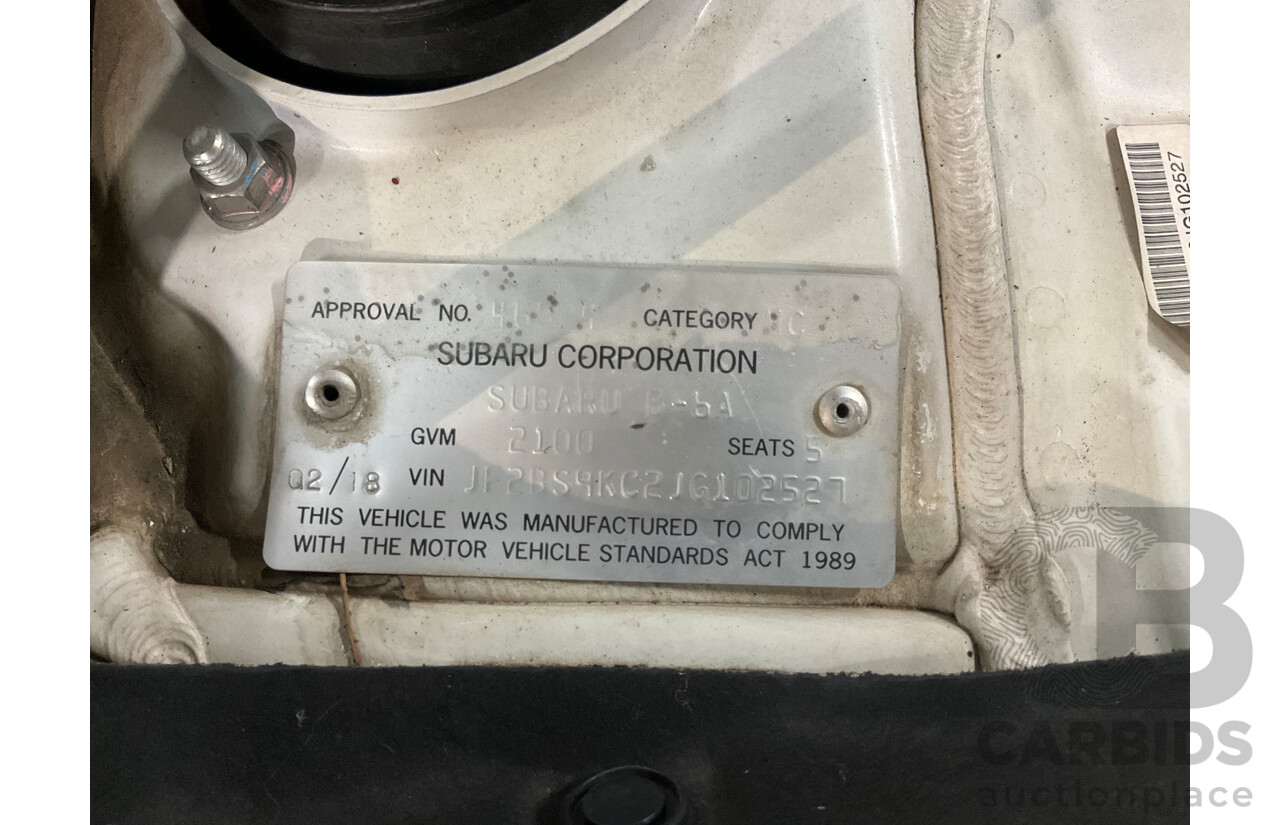 APPROVAL NO. CATEGORY
SUBARU CORPORATION
SUBARU B-6A
GVM 2100 SEATS 5
02/18 VIN JF2BS9KC2JG102527
THIS VEHICLE WAS MANUFACTURED TO COMPLY
WITH THE MOTOR VEHICLE STANDARDS ACT 1989
JG102527
B
CARBIDS
auctionplace